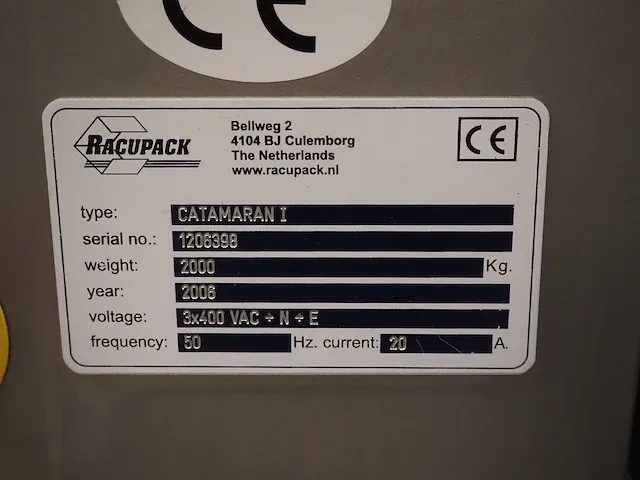 CE
RACUPACK
Bellweg 2
4104 BJ Culemborg
The Netherlands
www.racupack.nl
CE
type: CATAMARAN I
serial no.: 1206398
weight: 2000 Kg.
year: 2006
voltage: 3x400 VAC + N + E
frequency: 50 Hz. current: 20 A.